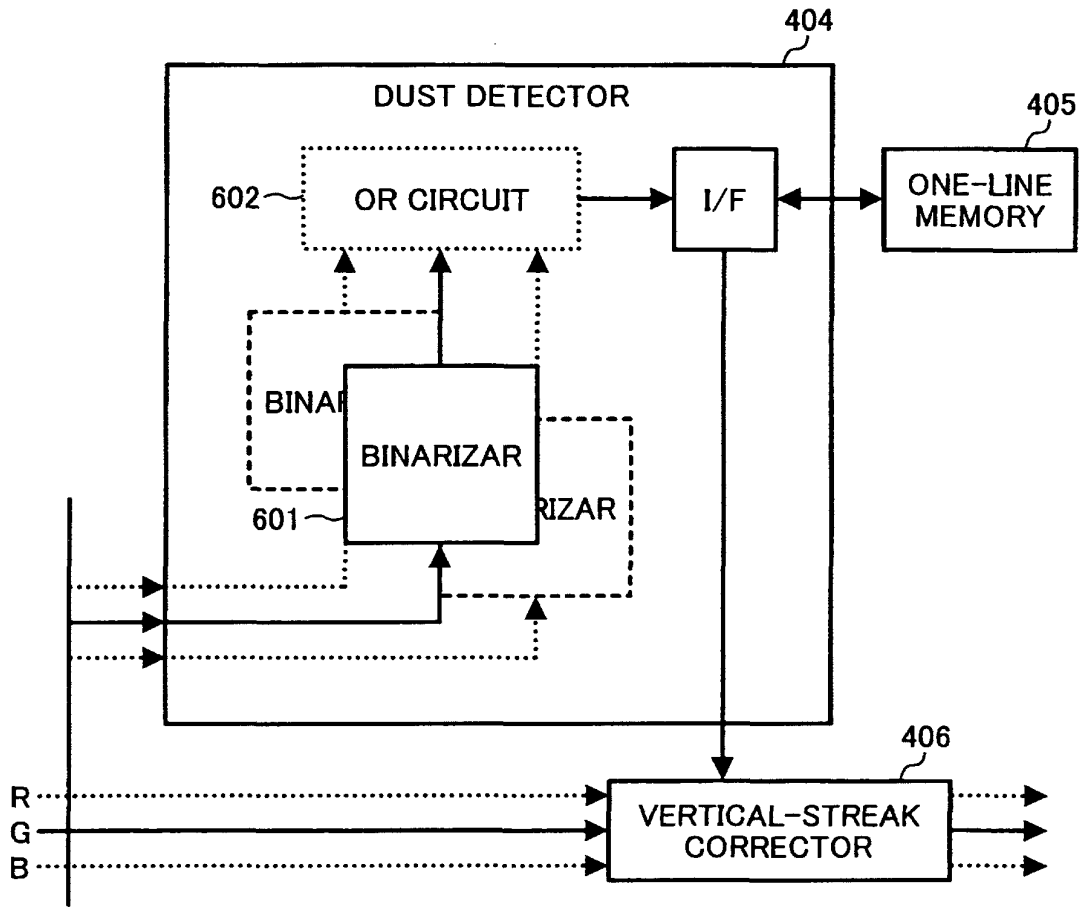 404
DUST DETECTOR
405
602
OR CIRCUIT
I/F
ONE-LINE
MEMORY
BINAR
BINARIZAR
RIZAR
601
406
R
G
B
VERTICAL-STREAK
CORRECTOR